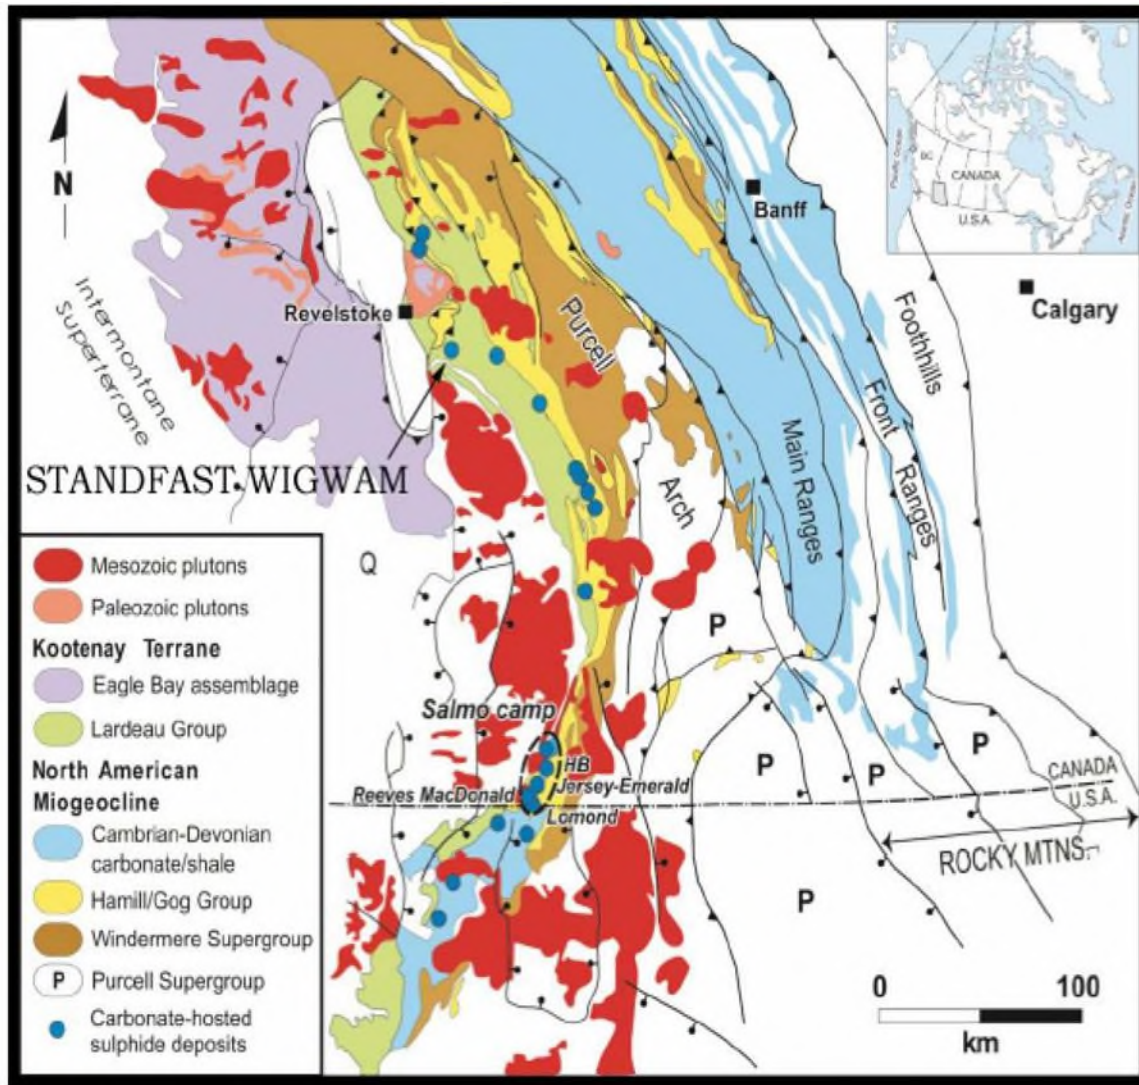 N
Banff
Pacific Ocean
BC
CANADA
U.S.A.
Calgary
Revelstoke
Intermontane
Superterrane
Purcell
Arch
Foothills
Front
Ranges
Main Ranges
STANDFAST WIGWAM
Q
Mesozoic plutons
Paleozoic plutons
Kootenay Terrane
Eagle Bay assemblage
Lardeau Group
North American
Miogeocline
Cambrian-Devonian
carbonate/shale
Hamill/Gog Group
Windermere Supergroup
P Purcell Supergroup
Carbonate-hosted
sulphide deposits
Salmo camp
HB
Jersey-Emerald
Reeves MacDonald
Lomond
P
P
P
P
P
CANADA
U.S.A.
ROCKY MTNS.
0 100
km